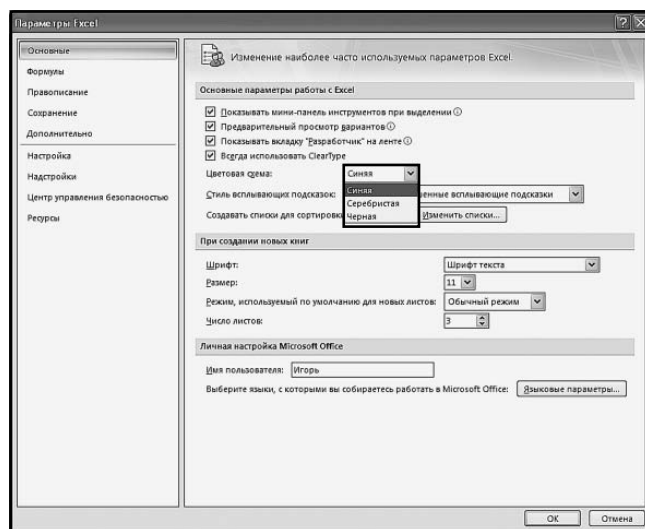 Параметры Excel
Основные
Формулы
Правописание
Сохранение
Дополнительно
Настройка
Надстройки
Центр управления безопасностью
Ресурсы
Изменение наиболее часто используемых параметров Excel.
Основные параметры работы с Excel
Показывать мини-панель инструментов при выделении
Предварительный просмотр вариантов
Показывать вкладку "Разработчик" на ленте
Всегда использовать ClearType
Цветовая схема: Синяя
Синяя
Серебристая
Черная
Стиль всплывающих подсказок: всплывающие подсказки
Создавать списки для сортировки Изменить списки...
При создании новых книг
Шрифт: Шрифт текста
Размер: 11
Режим, используемый по умолчанию для новых листов: Обычный режим
Число листов: 3
Личная настройка Microsoft Office
Имя пользователя: Игорь
Выберите языки, с которыми вы собираетесь работать в Microsoft Office: Языковые параметры...
ОК Отмена